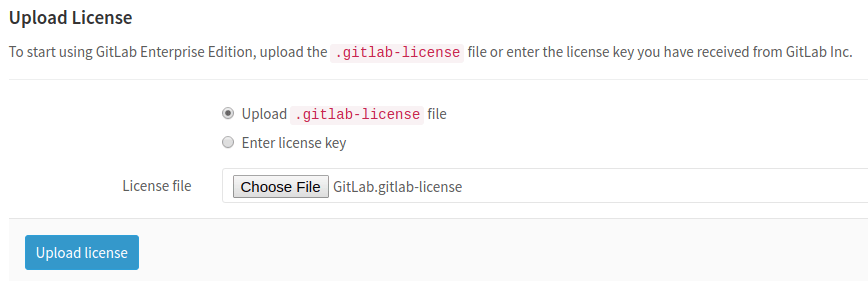 Upload License
To start using GitLab Enterprise Edition, upload the .gitlab-license file or enter the license key you have received from GitLab Inc.
Upload .gitlab-license file
Enter license key
License file Choose File GitLab.gitlab-license
Upload license